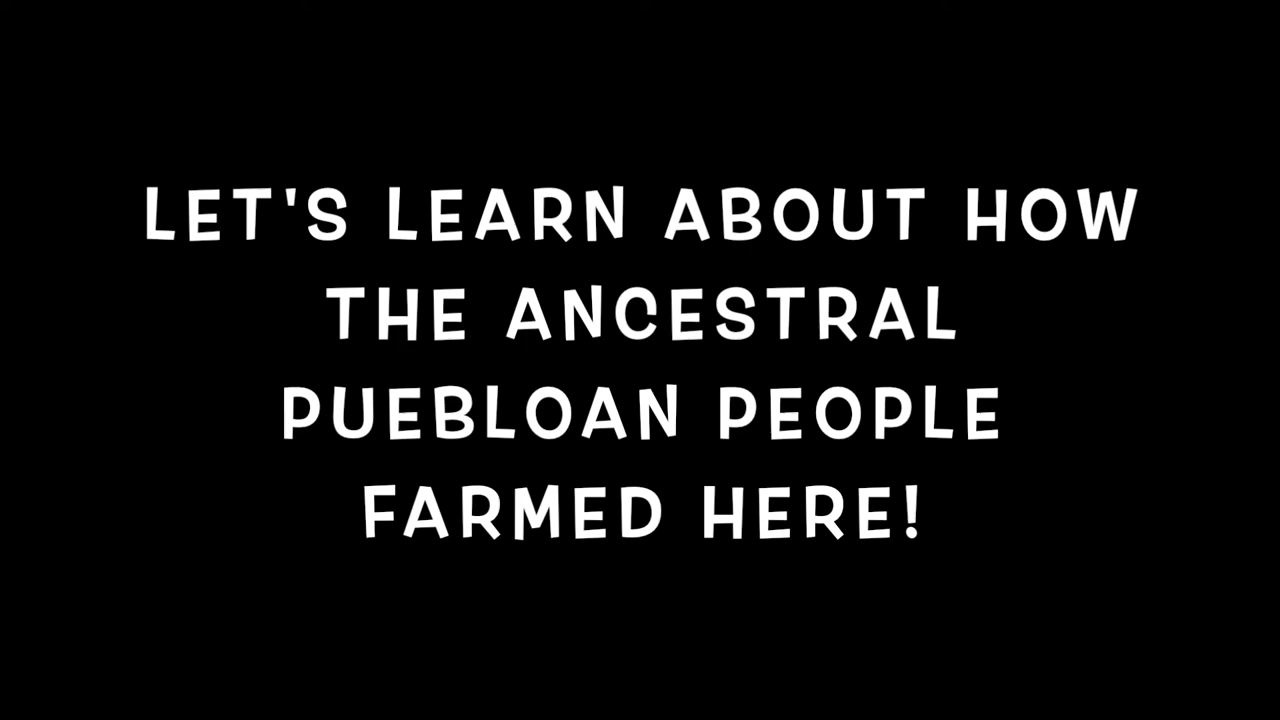 LET'S LEARN ABOUT HOW
THE ANCESTRAL
PUEBLOAN PEOPLE
FARMED HERE!